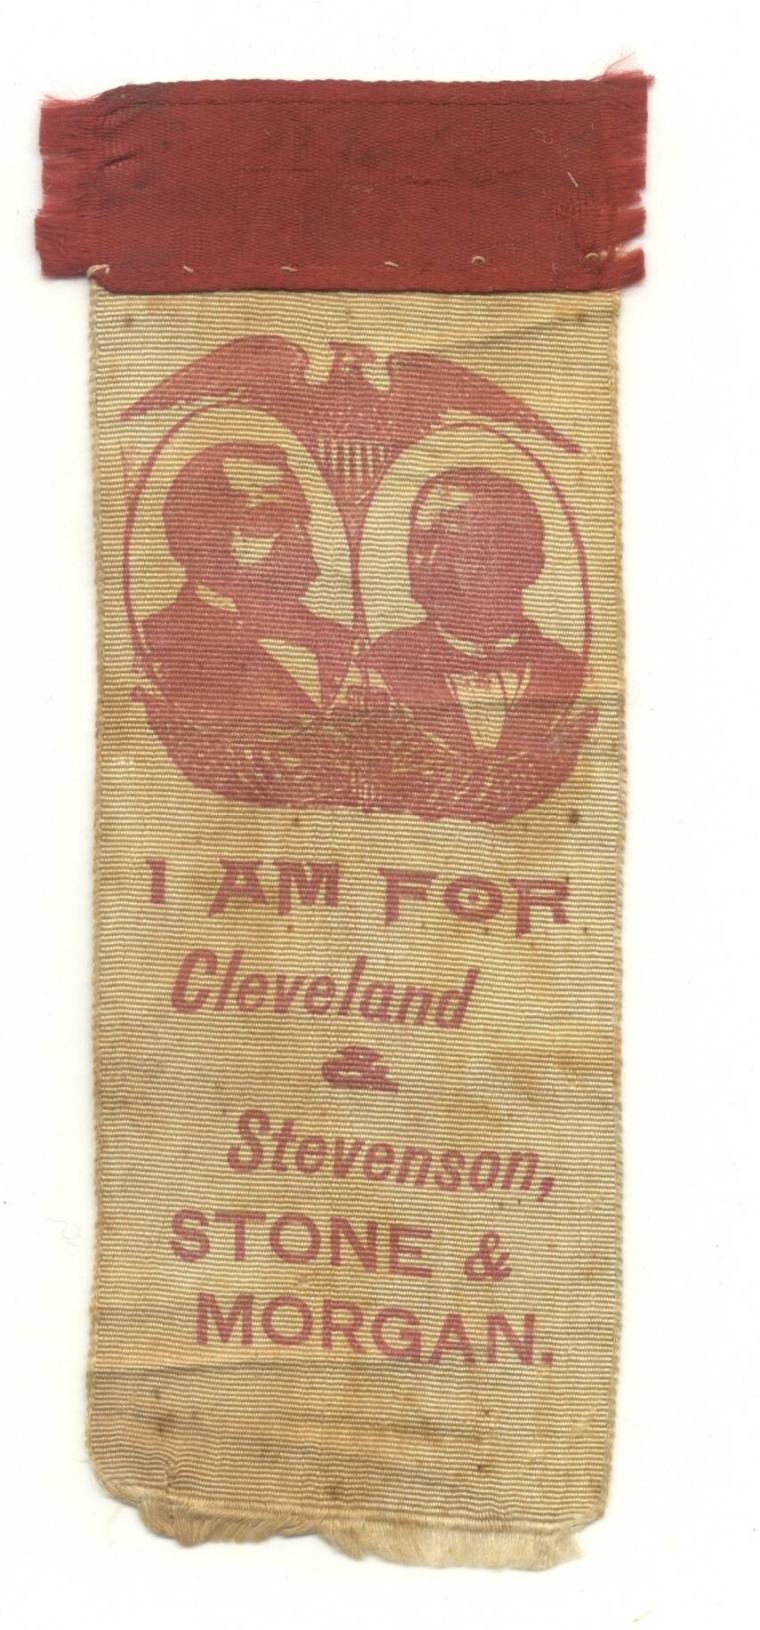 I AM FOR
Cleveland
&
Stevenson,
STONE &
MORGAN.